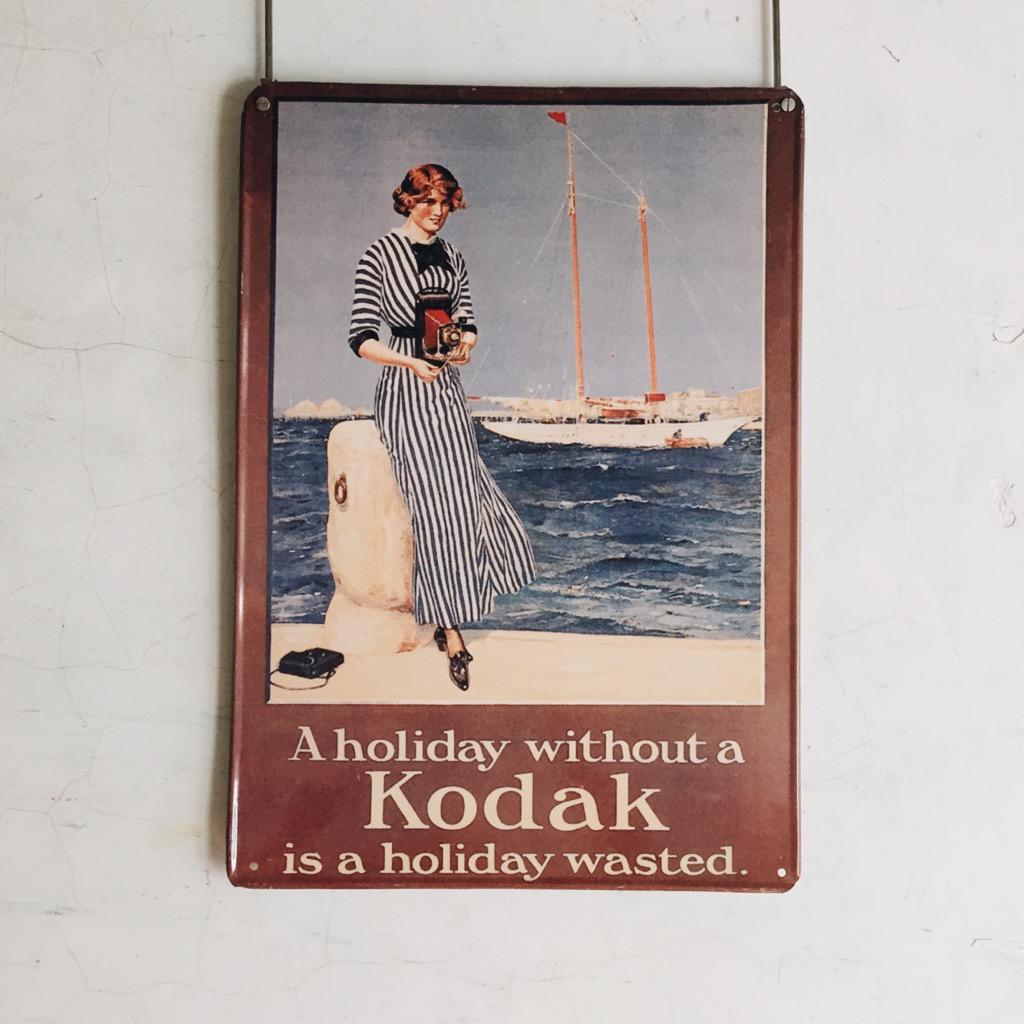 A holiday without a
Kodak
is a holiday wasted.